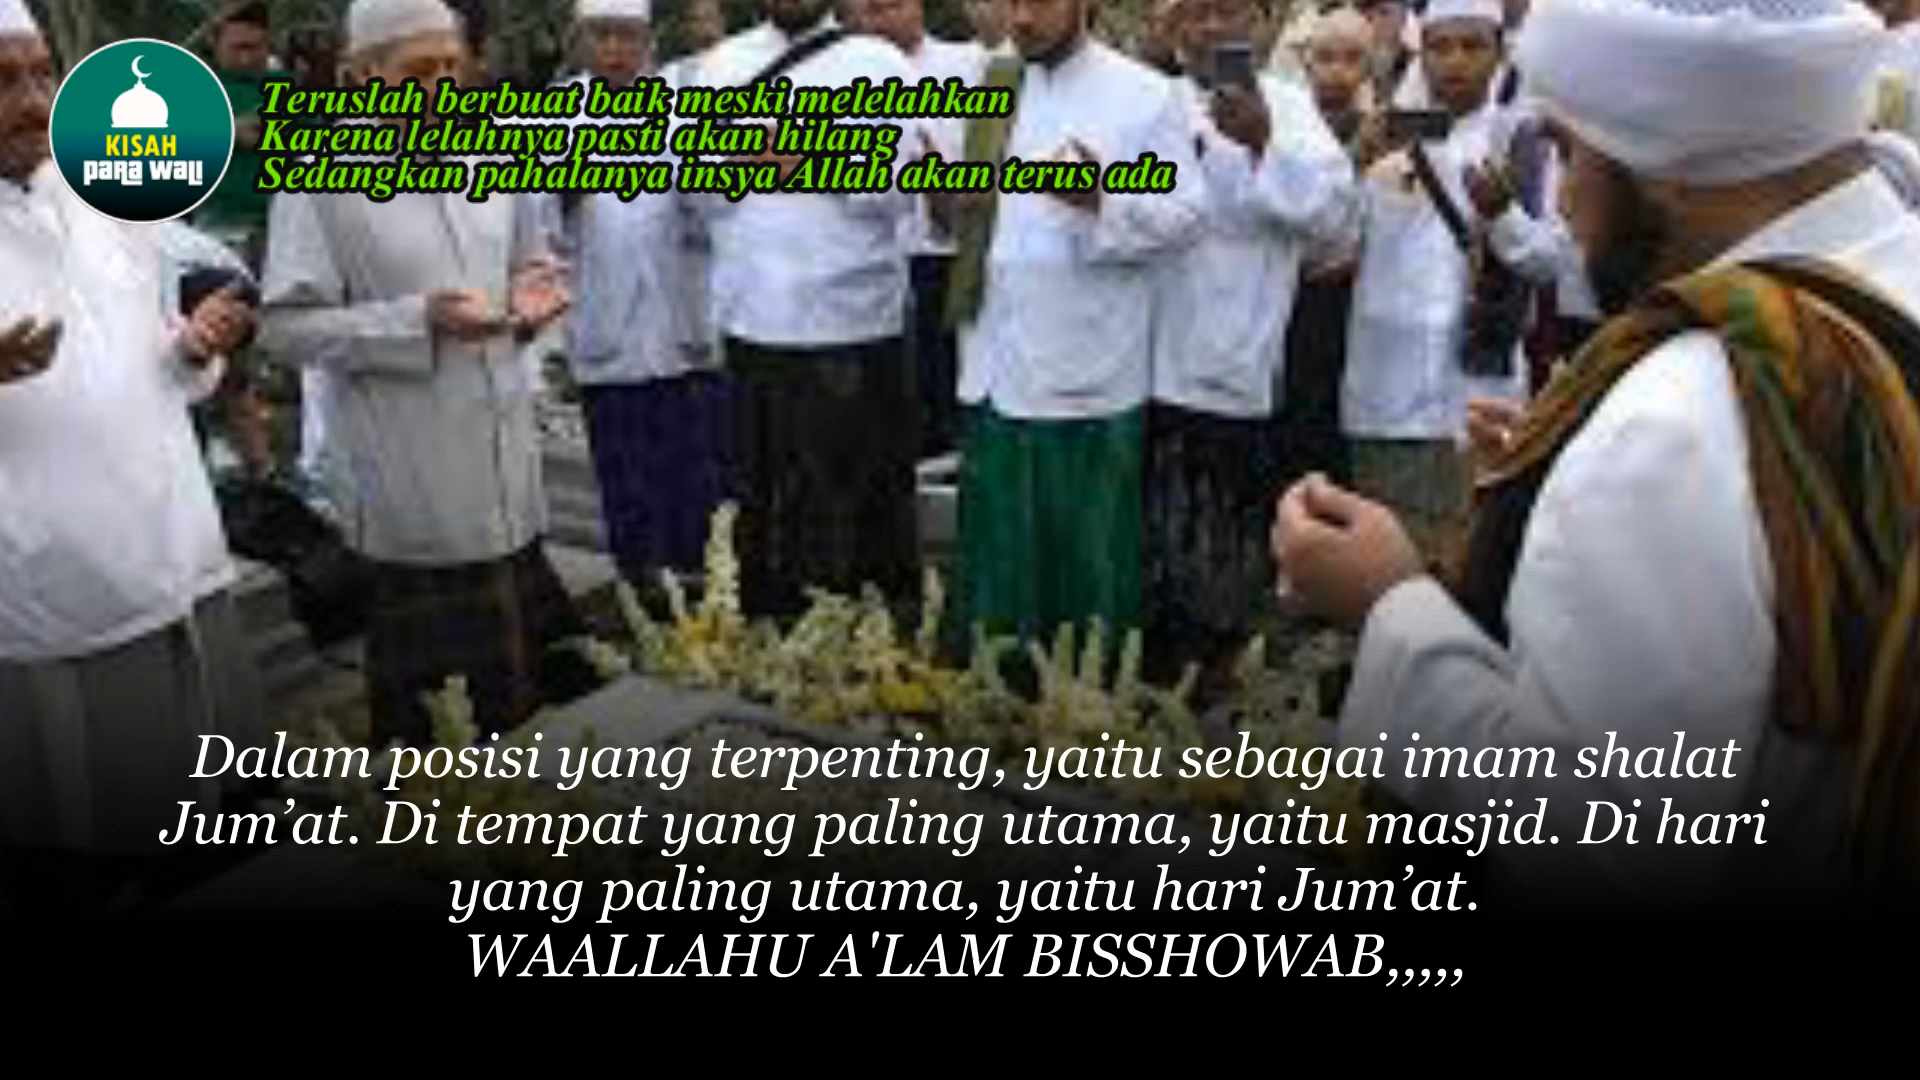 KISAH
PARA WALI
Teruslah berbuat baik meski melelahkan
Karena lelahnya pasti akan hilang
Sedangkan pahalanya insya Allah akan terus ada
Dalam posisi yang terpenting, yaitu sebagai imam shalat
Jum’at. Di tempat yang paling utama, yaitu masjid. Di hari
yang paling utama, yaitu hari Jum’at.
WAALLAHU A'LAM BISSHOWAB,,,,,